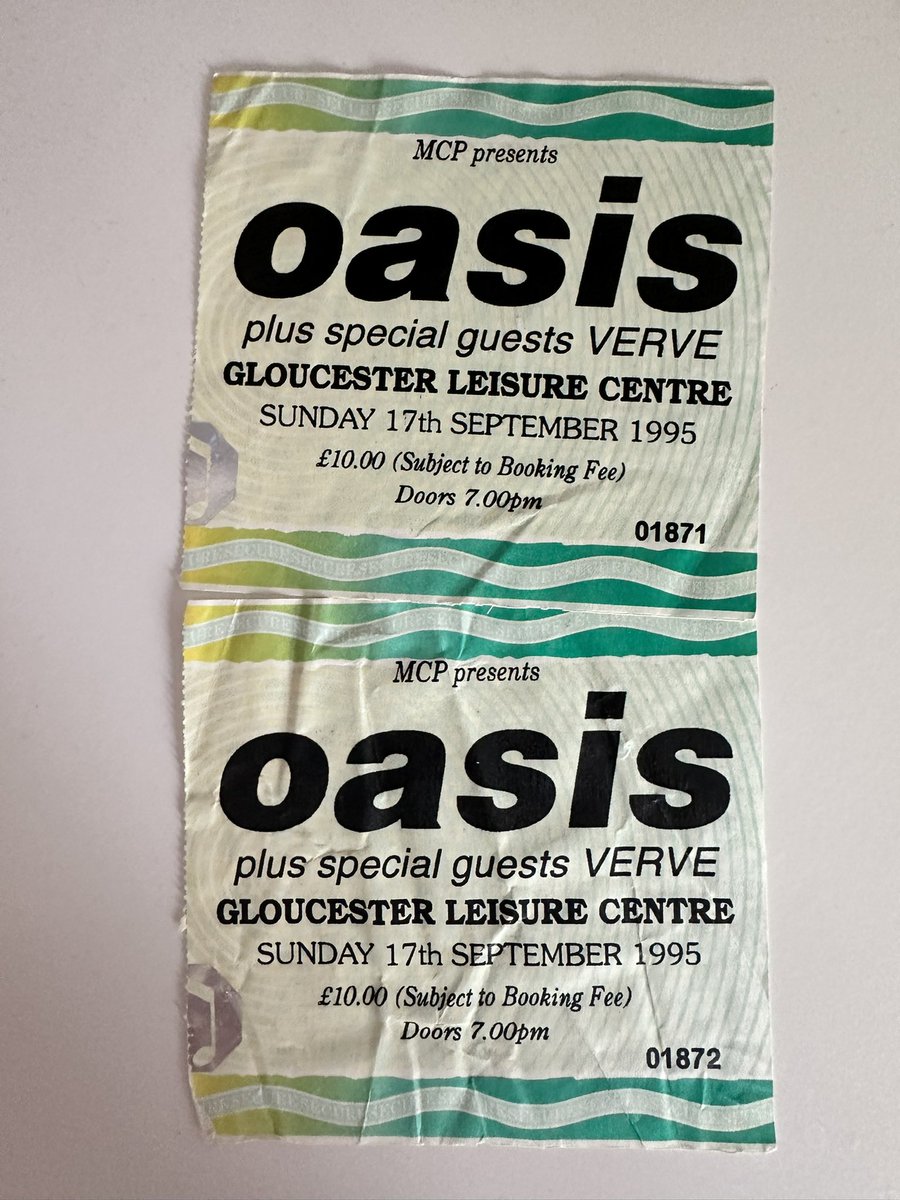 MCP presents
oasis
plus special guests VERVE
GLOUCESTER LEISURE CENTRE
SUNDAY 17th SEPTEMBER 1995
£10.00 (Subject to Booking Fee)
Doors 7.00pm
01871
MCP presents
oasis
plus special guests VERVE
GLOUCESTER LEISURE CENTRE
SUNDAY 17th SEPTEMBER 1995
£10.00 (Subject to Booking Fee)
Doors 7.00pm
01872